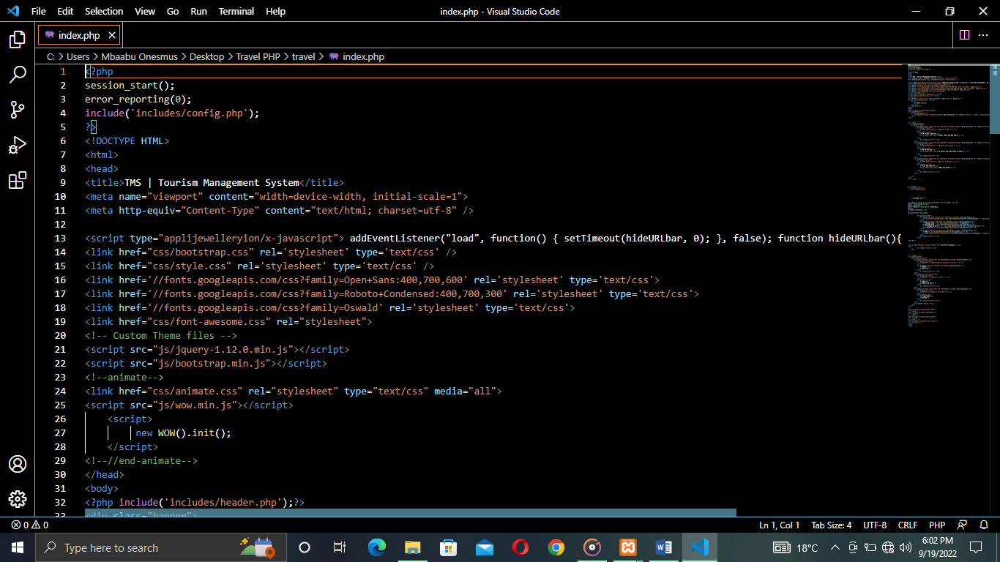 File Edit Selection View Go Run Terminal Help
index.php - Visual Studio Code
index.php
C: > Users > Mbaabu Onesmus > Desktop > Travel PHP > travel > index.php
1 <?php
2 session_start();
3 error_reporting(0);
4 include('includes/config.php');
5 ?>
6 <!DOCTYPE HTML>
7 <html>
8 <head>
9 <title>TMS | Tourism Management System</title>
10 <meta name="viewport" content="width=device-width, initial-scale=1">
11 <meta http-equiv="Content-Type" content="text/html; charset=utf-8" />
12
13 <script type="applijewelleryion/x-javascript"> addEventListener("load", function() { setTimeout(hideURLbar, 0); }, false); function hideURLbar(){
14 <link href="css/bootstrap.css" rel='stylesheet' type='text/css' />
15 <link href="css/style.css" rel='stylesheet' type='text/css' />
16 <link href='//fonts.googleapis.com/css?family=Open+Sans:400,700,600' rel='stylesheet' type='text/css'>
17 <link href='//fonts.googleapis.com/css?family=Roboto+Condensed:400,700,300' rel='stylesheet' type='text/css'>
18 <link href='//fonts.googleapis.com/css?family=Oswald' rel='stylesheet' type='text/css'>
19 <link href="css/font-awesome.css" rel="stylesheet">
20 <!-- Custom Theme files -->
21 <script src="js/jquery-1.12.0.min.js"></script>
22 <script src="js/bootstrap.min.js"></script>
23 <!--animate-->
24 <link href="css/animate.css" rel="stylesheet" type="text/css" media="all">
25 <script src="js/wow.min.js"></script>
26 <script>
27 new WOW().init();
28 </script>
29 <!--//end-animate-->
30 </head>
31 <body>
32 <?php include('includes/header.php');?>
33 <div class="banner">
0 0
Ln 1, Col 1 Tab Size: 4 UTF-8 CRLF PHP
Type here to search
18°C
6:02 PM
9/19/2022